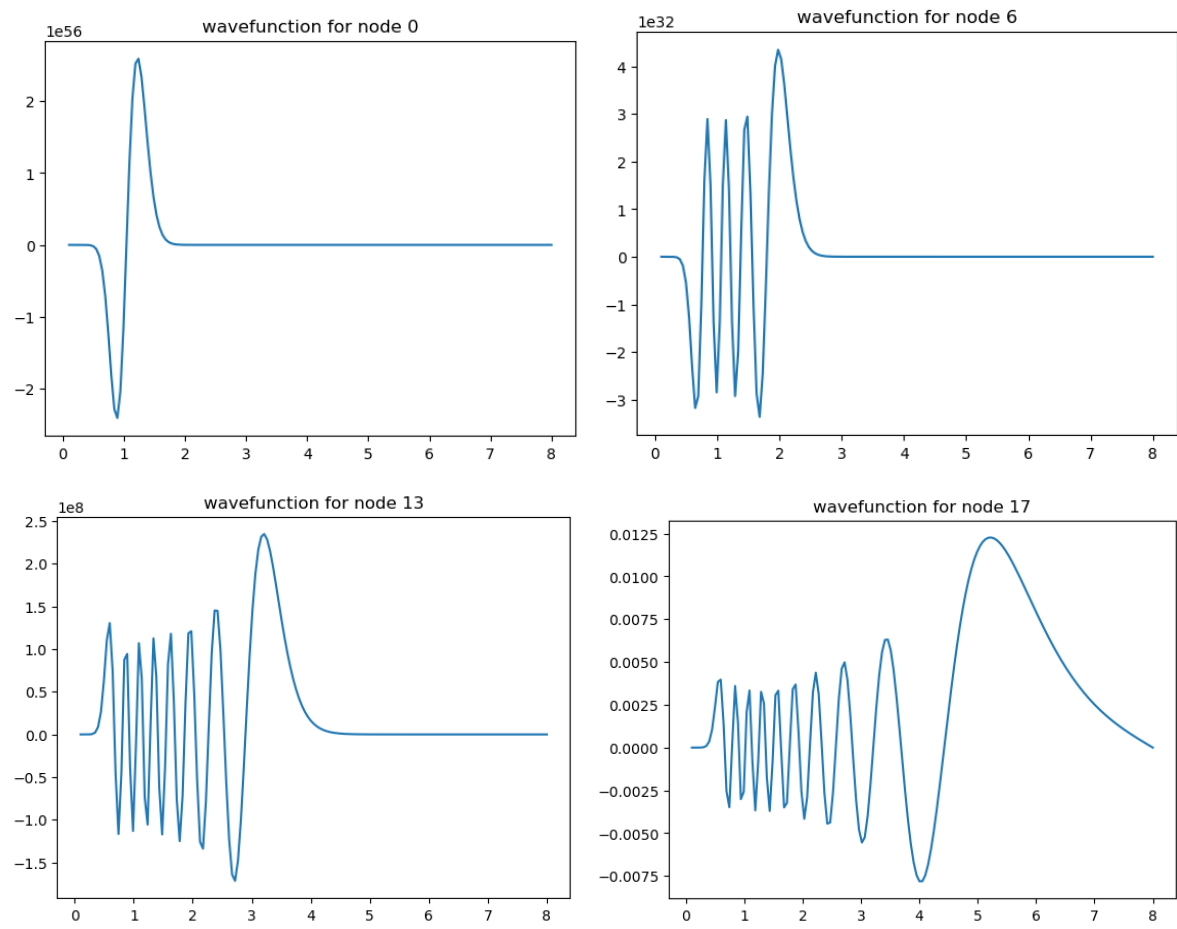 1e56
wavefunction for node 0
2
1
0
−1
−2
0 1 2 3 4 5 6 7 8
1e32
wavefunction for node 6
4
3
2
1
0
−1
−2
−3
0 1 2 3 4 5 6 7 8
1e8
wavefunction for node 13
2.5
2.0
1.5
1.0
0.5
0.0
−0.5
−1.0
−1.5
0 1 2 3 4 5 6 7 8
wavefunction for node 17
0.0125
0.0100
0.0075
0.0050
0.0025
0.0000
−0.0025
−0.0050
−0.0075
0 1 2 3 4 5 6 7 8